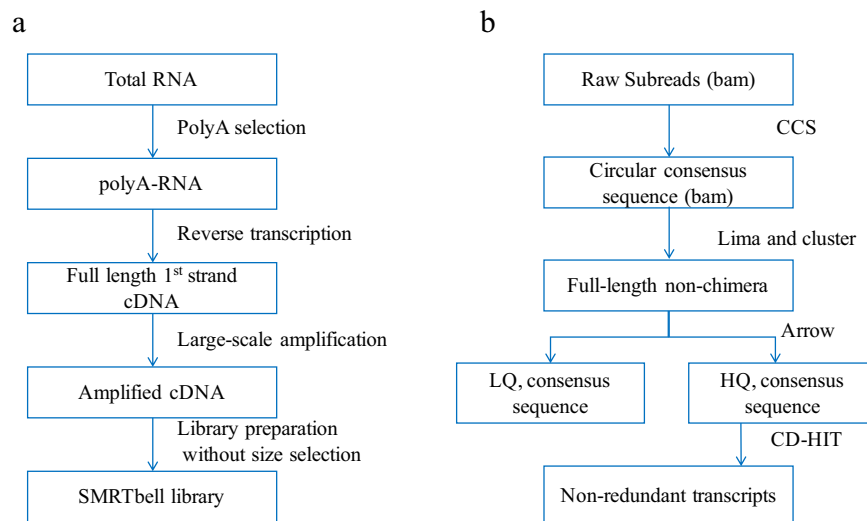 a
Total RNA
PolyA selection
polyA-RNA
Reverse transcription
Full length 1st strand
cDNA
Large-scale amplification
Amplified cDNA
Library preparation
without size selection
SMRTbell library
b
Raw Subreads (bam)
CCS
Circular consensus
sequence (bam)
Lima and cluster
Full-length non-chimera
Arrow
LQ, consensus
sequence
HQ, consensus
sequence
CD-HIT
Non-redundant transcripts